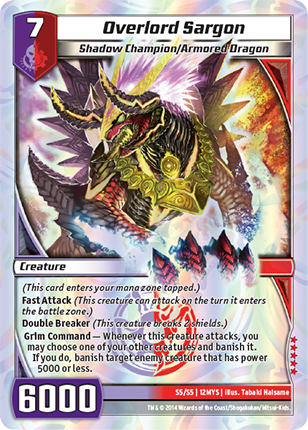 7
Overlord Sargon
Shadow Champion/Armored Dragon
Creature
(This card enters your mana zone tapped.)
Fast Attack (This creature can attack on the turn it enters
the battle zone.)
Double Breaker (This creature breaks 2 shields.)
Grim Command — Whenever this creature attacks, you
may choose one of your other creatures and banish it.
If you do, banish target enemy creature that has power
5000 or less.
6000
S5/S5 | 12MYS | Illus. Tabaki Haisame
TM & © 2014 Wizards of the Coast/Shogakukan/Mitsui-Kids.